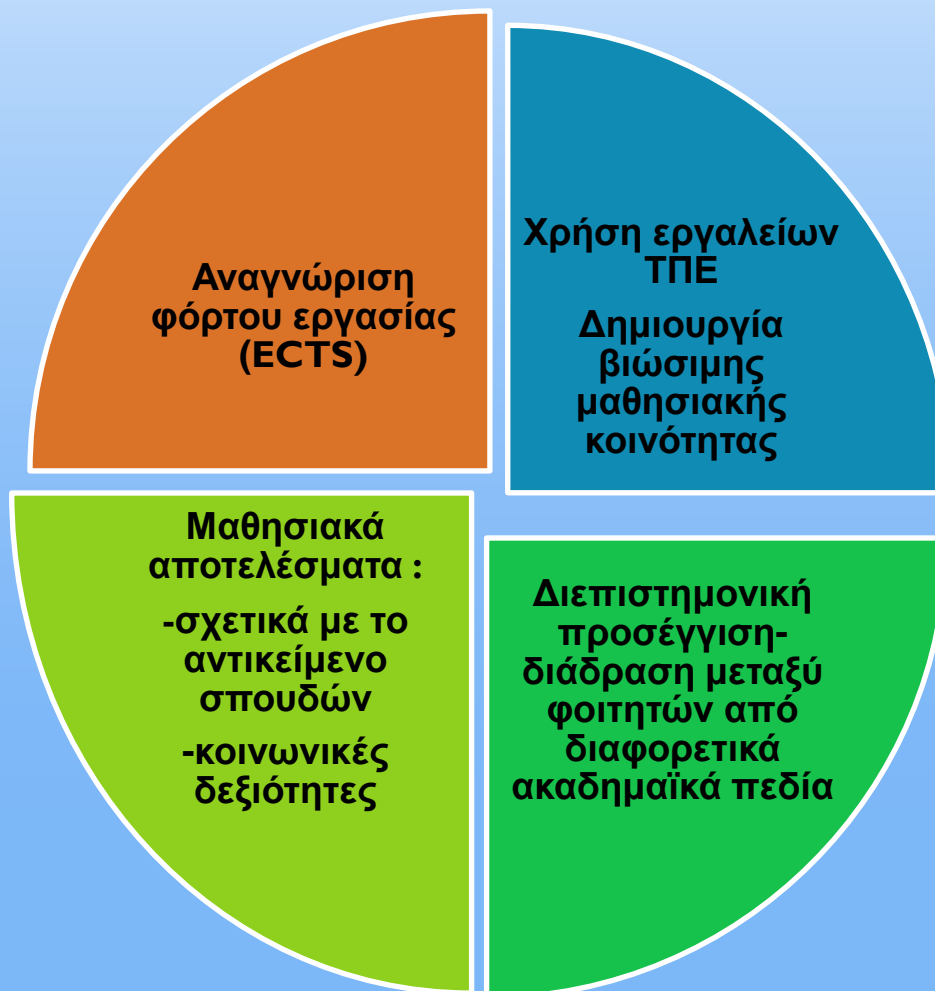 Αναγνώριση
φόρτου εργασίας
(ECTS)
Χρήση εργαλείων
ΤΠΕ
Δημιουργία
βιώσιμης
μαθησιακής
κοινότητας
Μαθησιακά
αποτελέσματα :
-σχετικά με το
αντικείμενο
σπουδών
-κοινωνικές
δεξιότητες
Διεπιστημονική
προσέγγιση-
διάδραση μεταξύ
φοιτητών από
διαφορετικά
ακαδημαϊκά πεδία